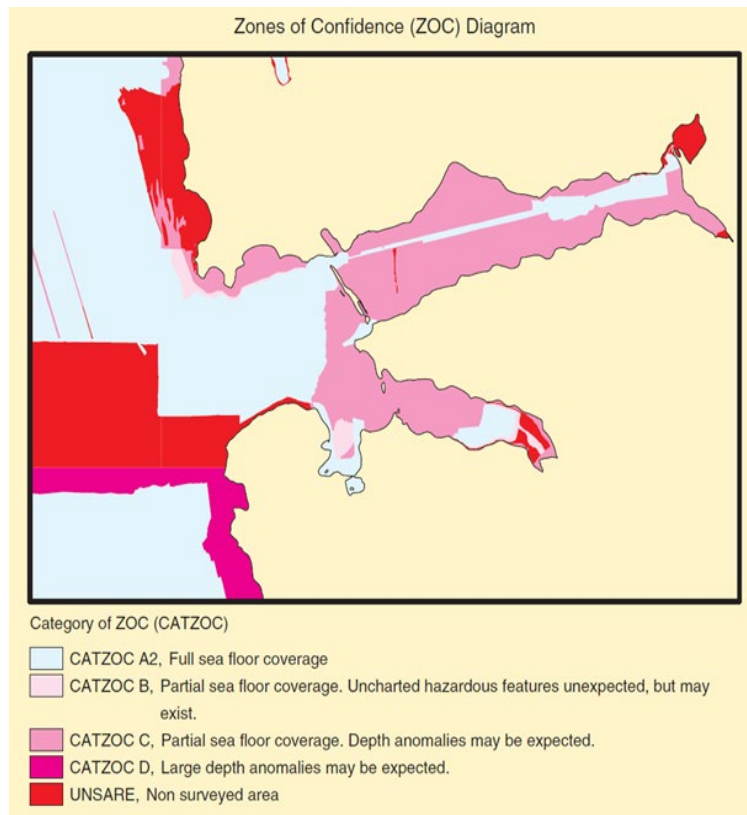 Zones of Confidence (ZOC) Diagram
Category of ZOC (CATZOC)
CATZOC A2, Full sea floor coverage
CATZOC B, Partial sea floor coverage. Uncharted hazardous features unexpected, but may
exist.
CATZOC C, Partial sea floor coverage. Depth anomalies may be expected.
CATZOC D, Large depth anomalies may be expected.
UNSARE, Non surveyed area